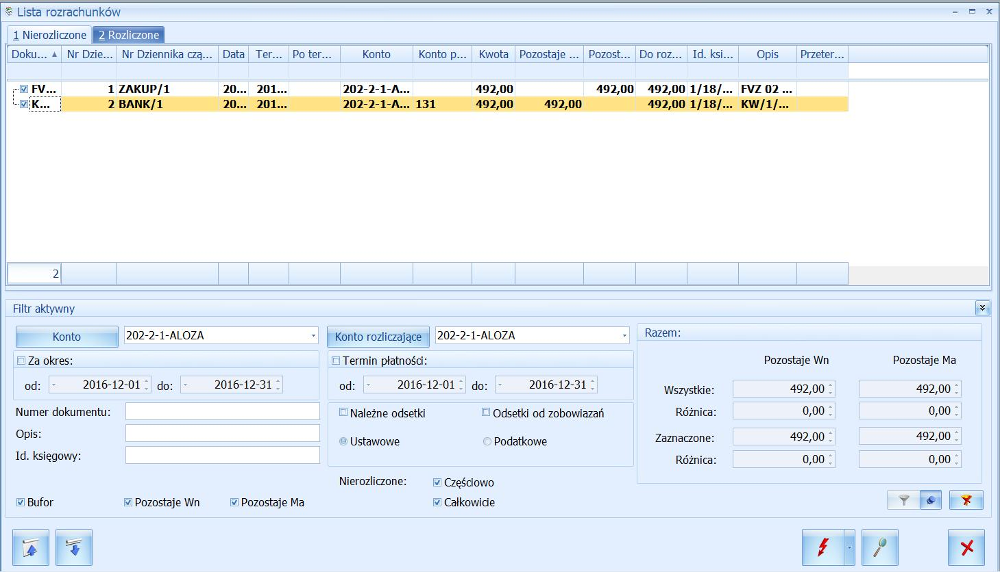 Lista rozrachunków
1 Nierozliczone 2 Rozliczone
Doku... Nr Dzie... Nr Dziennika czą... Data Ter... Po ter... Konto Konto p... Kwota Pozostaje ... Pozost... Do roz... Id. ksi... Opis Przeter...
FV... 1 ZAKUP/1 20... 201... 202-2-1-A... 492,00 492,00 492,00 1/18/... FVZ 02 ...
K... 2 BANK/1 20... 201... 202-2-1-A... 131 492,00 492,00 492,00 1/18/... KW/1/...
2
Filtr aktywny
Konto 202-2-1-ALOZA Konto rozliczające 202-2-1-ALOZA Razem:
Za okres: Termin płatności: Pozostaje Wn Pozostaje Ma
od: 2016-12-01 do: 2016-12-31 od: 2016-12-01 do: 2016-12-31 Wszystkie: 492,00 492,00
Numer dokumentu: Należne odsetki Odsetki od zobowiązań Różnica: 0,00 0,00
Opis: Ustawowe Podatkowe Zaznaczone: 492,00 492,00
Id. księgowy: Różnica: 0,00 0,00
Nierozliczone: Częściowo
Bufor Pozostaje Wn Pozostaje Ma Całkowicie